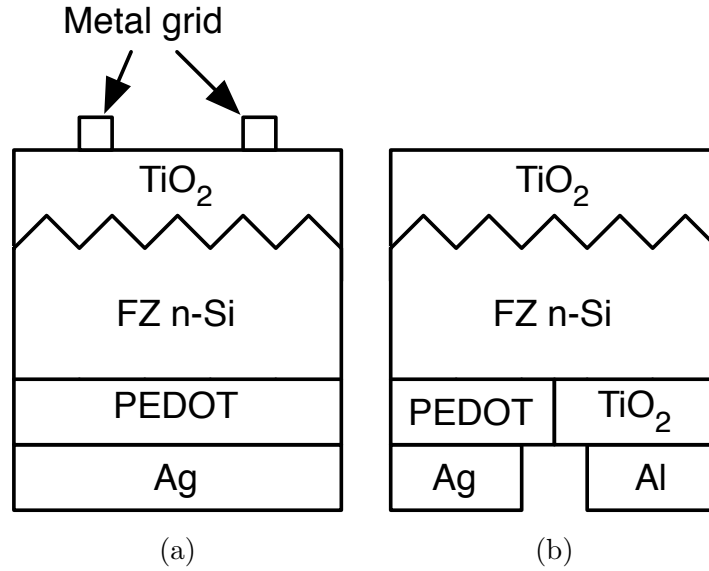 Metal grid
TiO2
FZ n-Si
PEDOT
Ag
(a)
TiO2
FZ n-Si
PEDOT
TiO2
Ag
Al
(b)